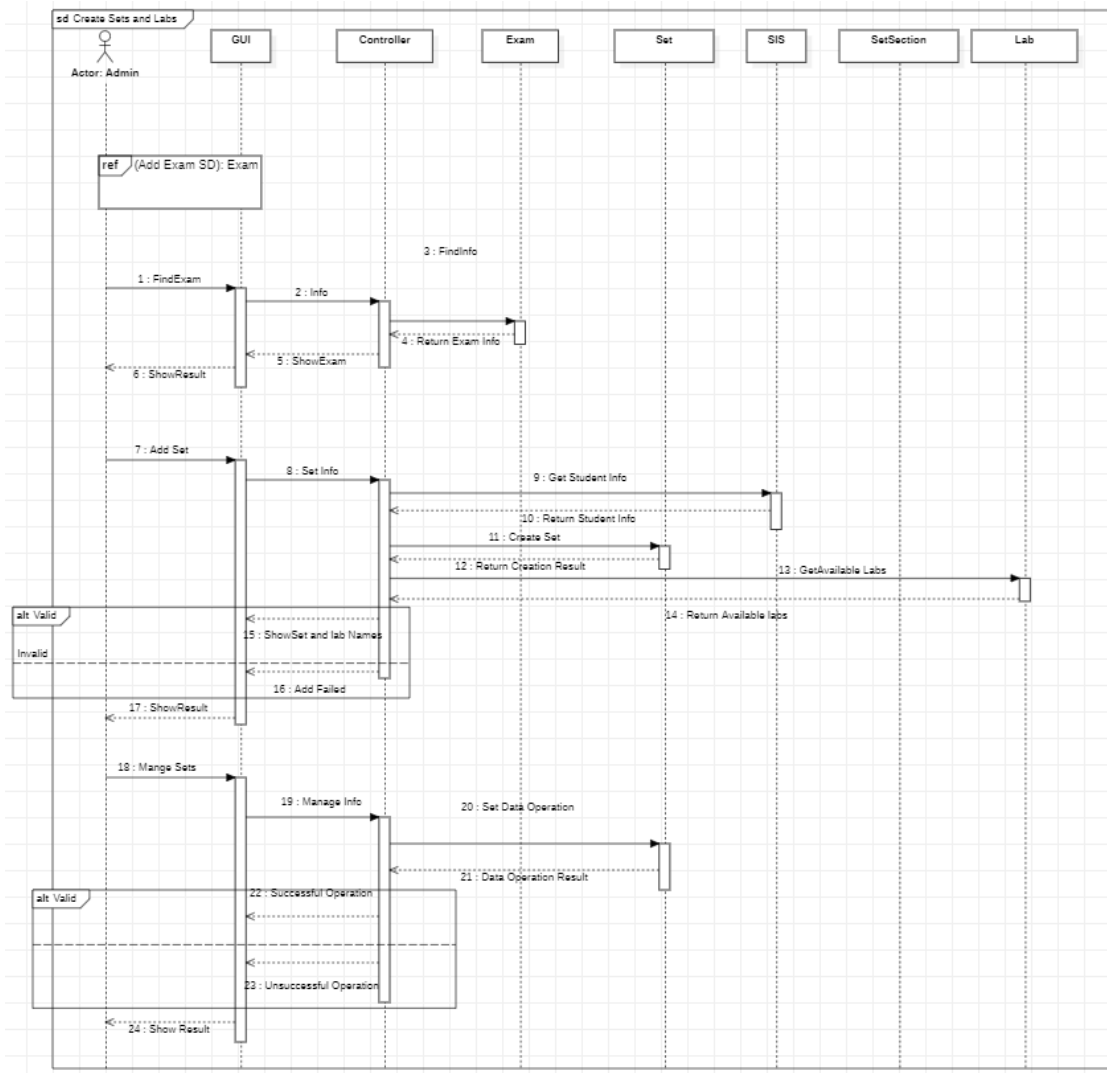 sd Create Sets and Labs
GUI
Controller
Exam
Set
SIS
SetSection
Lab
Actor: Admin
ref (Add Exam SD): Exam
3 : FindInfo
1 : FindExam
2 : Info
4 : Return Exam Info
5 : ShowExam
6 : ShowResult
7 : Add Set
8 : Set Info
9 : Get Student Info
10 : Return Student Info
11 : Create Set
12 : Return Creation Result
13 : GetAvailable Labs
alt Valid
14 : Return Available labs
15 : ShowSet and lab Names
Invalid
16 : Add Failed
17 : ShowResult
18 : Mange Sets
19 : Manage Info
20 : Set Data Operation
21 : Data Operation Result
alt Valid
22 : Successful Operation
23 : Unsuccessful Operation
24 : Show Result